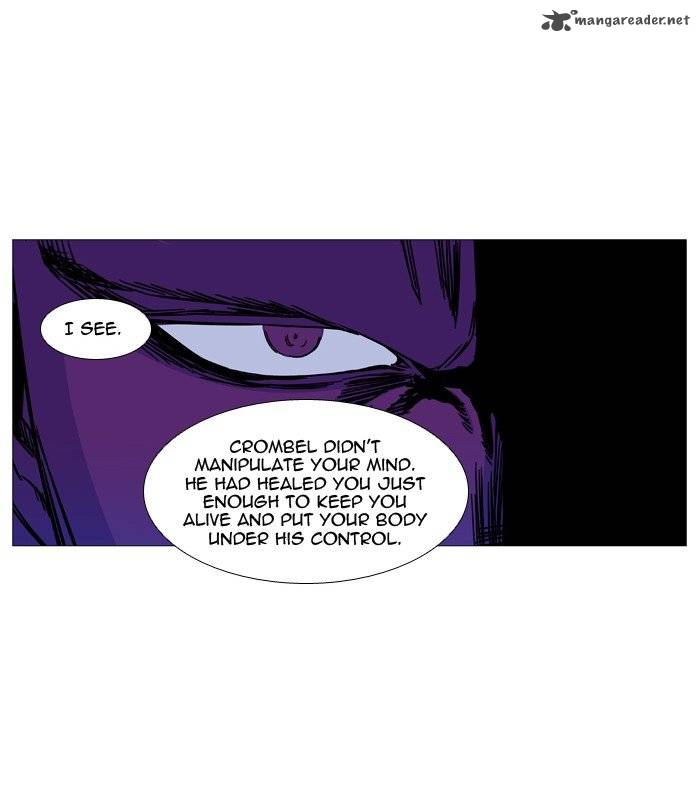 mangareader.net
I SEE.
CROMBEL DIDN'T
MANIPULATE YOUR MIND.
HE HAD HEALED YOU JUST
ENOUGH TO KEEP YOU
ALIVE AND PUT YOUR BODY
UNDER HIS CONTROL.